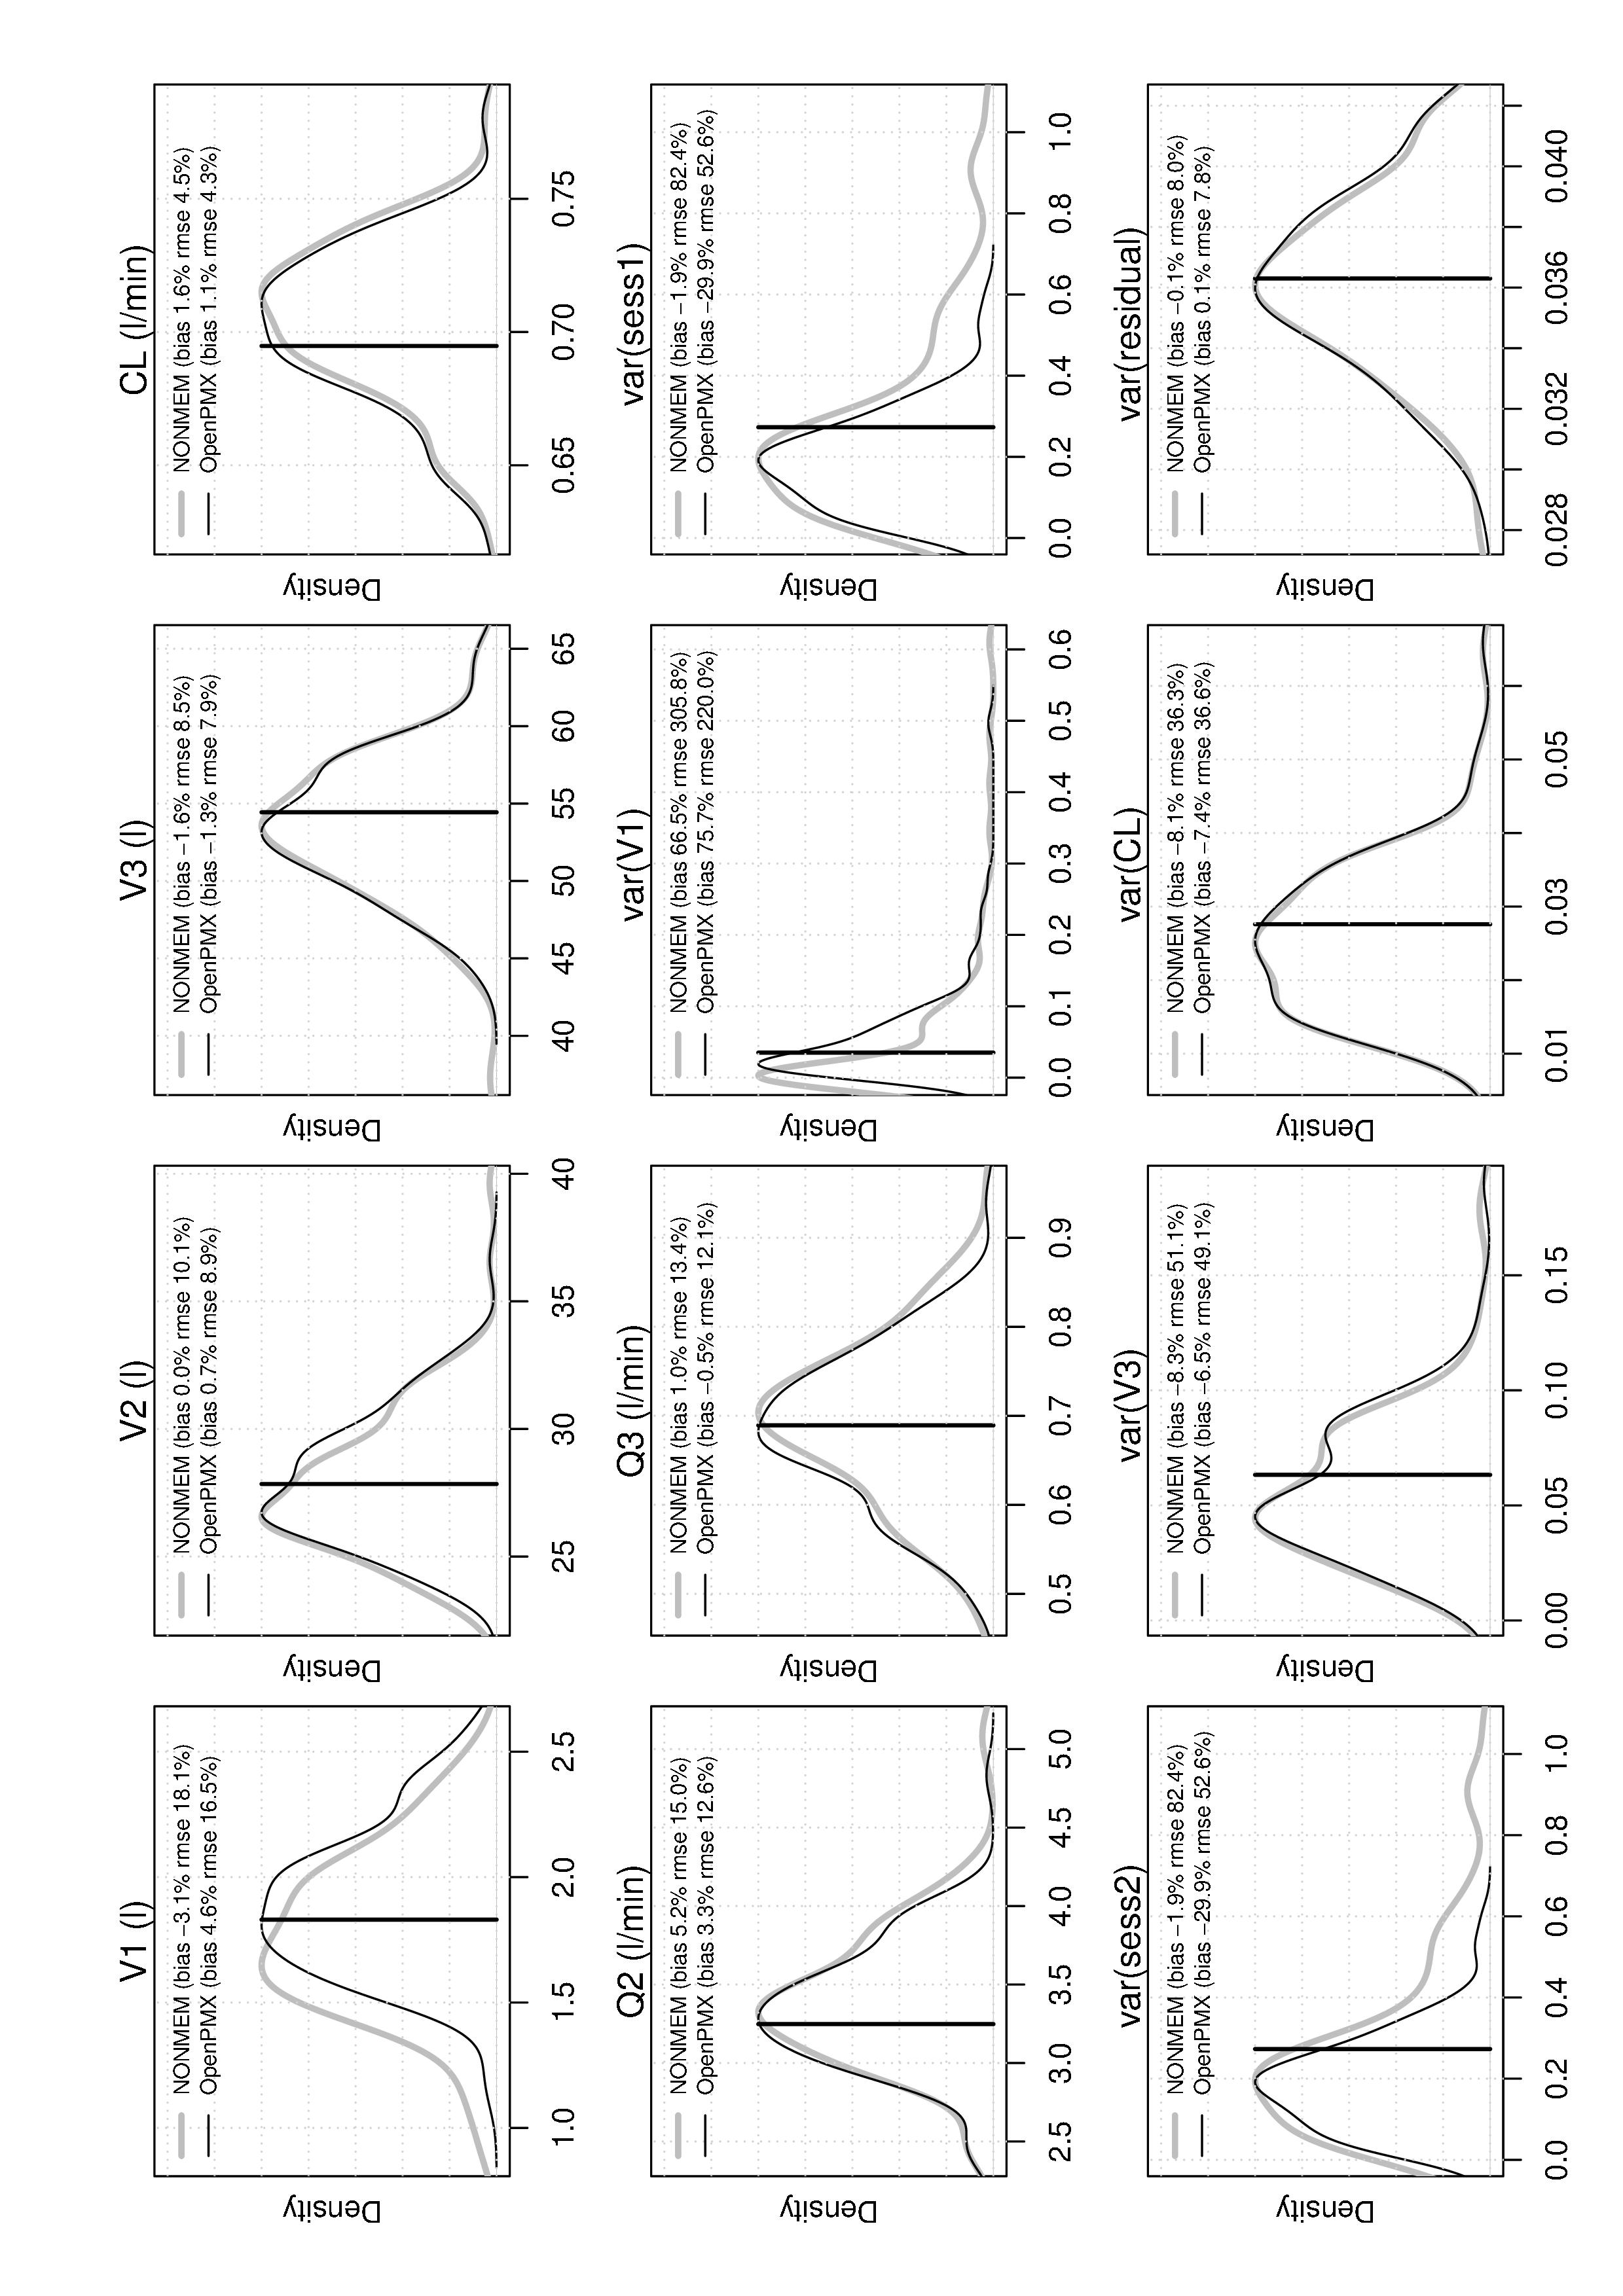 V1 (l)
NONMEM (bias −3.1% rmse 18.1%)
OpenPMX (bias 4.6% rmse 16.5%)
Density
1.0 1.5 2.0 2.5
V2 (l)
NONMEM (bias 0.0% rmse 10.1%)
OpenPMX (bias 0.7% rmse 8.9%)
Density
25 30 35 40
V3 (l)
NONMEM (bias −1.6% rmse 8.5%)
OpenPMX (bias −1.3% rmse 7.9%)
Density
40 45 50 55 60 65
CL (l/min)
NONMEM (bias 1.6% rmse 4.5%)
OpenPMX (bias 1.1% rmse 4.3%)
Density
0.65 0.70 0.75
Q2 (l/min)
NONMEM (bias 5.2% rmse 15.0%)
OpenPMX (bias 3.3% rmse 12.6%)
Density
2.5 3.0 3.5 4.0 4.5 5.0
Q3 (l/min)
NONMEM (bias 1.0% rmse 13.4%)
OpenPMX (bias −0.5% rmse 12.1%)
Density
0.5 0.6 0.7 0.8 0.9
var(V1)
NONMEM (bias 66.5% rmse 305.8%)
OpenPMX (bias 75.7% rmse 220.0%)
Density
0.0 0.1 0.2 0.3 0.4 0.5 0.6
var(sess1)
NONMEM (bias −1.9% rmse 82.4%)
OpenPMX (bias −29.9% rmse 52.6%)
Density
0.0 0.2 0.4 0.6 0.8 1.0
var(sess2)
NONMEM (bias −1.9% rmse 82.4%)
OpenPMX (bias −29.9% rmse 52.6%)
Density
0.0 0.2 0.4 0.6 0.8 1.0
var(V3)
NONMEM (bias −8.3% rmse 51.1%)
OpenPMX (bias −6.5% rmse 49.1%)
Density
0.00 0.05 0.10 0.15
var(CL)
NONMEM (bias −8.1% rmse 36.3%)
OpenPMX (bias −7.4% rmse 36.6%)
Density
0.01 0.03 0.05
var(residual)
NONMEM (bias −0.1% rmse 8.0%)
OpenPMX (bias 0.1% rmse 7.8%)
Density
0.028 0.032 0.036 0.040